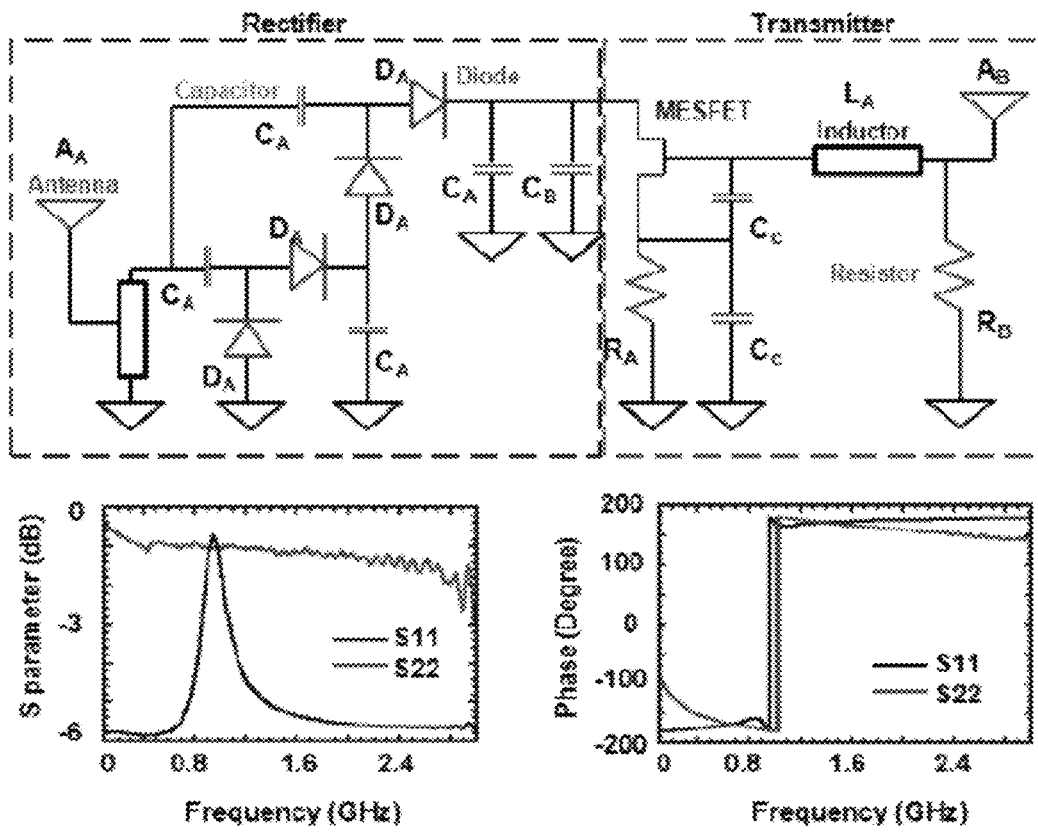 Rectifier
Transmitter
D_A Diode
Capacitor
C_A
A_A
Antenna
D_A
D_A
C_A
C_B
C_A
D_A
C_A
MESFET
L_A
Inductor
A_B
C_C
Resistor
R_A
C_C
R_B
S parameter (dB)
0
-3
-6
S11
S22
0
0.8
1.6
2.4
Frequency (GHz)
Phase (Degree)
200
100
0
-100
-200
S11
S22
0
0.8
1.6
2.4
Frequency (GHz)